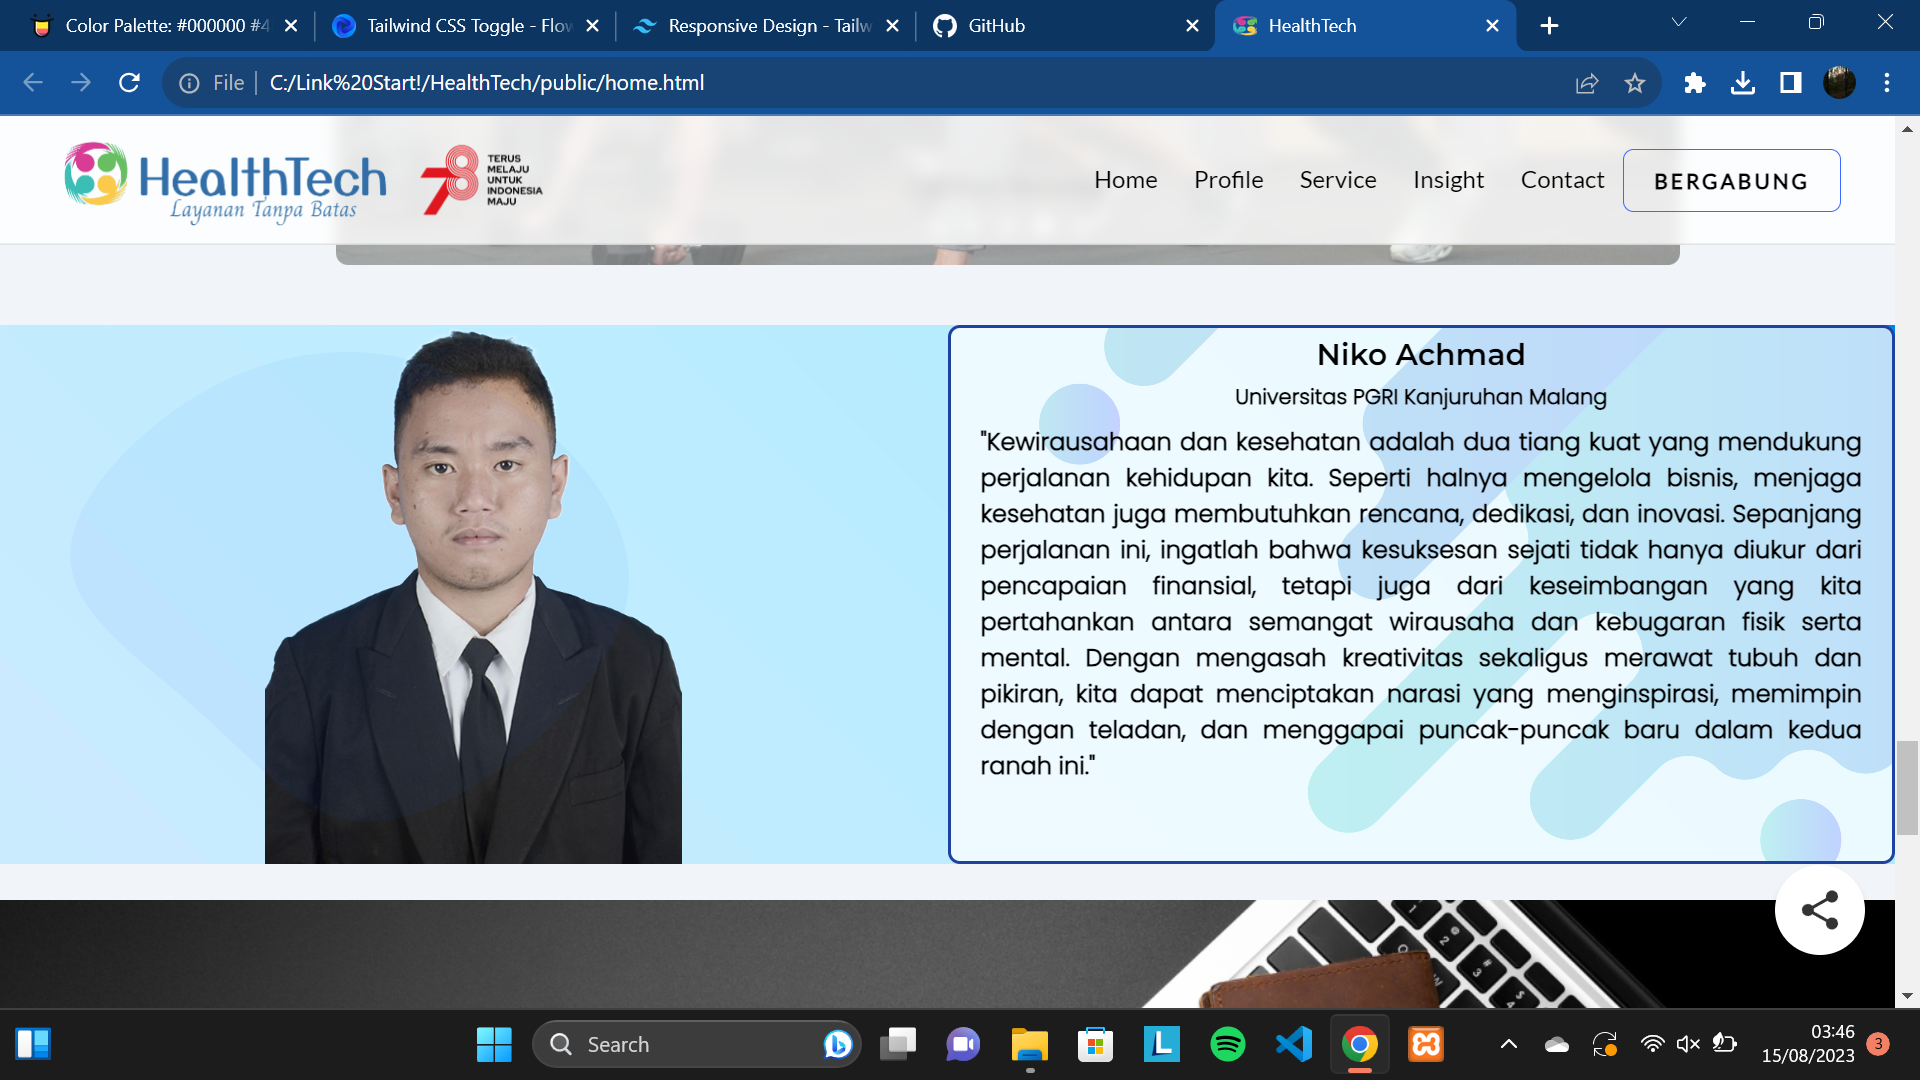 Color Palette: #000000 #4
Tailwind CSS Toggle - Flow
Responsive Design - Tailw
GitHub
HealthTech
File
C:/Link%20Start!/HealthTech/public/home.html
HealthTech
Layanan Tanpa Batas
78
TERUS
MELAJU
UNTUK
INDONESIA
MAJU
Home
Profile
Service
Insight
Contact
BERGABUNG
Niko Achmad
Universitas PGRI Kanjuruhan Malang
"Kewirausahaan dan kesehatan adalah dua tiang kuat yang mendukung
perjalanan kehidupan kita. Seperti halnya mengelola bisnis, menjaga
kesehatan juga membutuhkan rencana, dedikasi, dan inovasi. Sepanjang
perjalanan ini, ingatlah bahwa kesuksesan sejati tidak hanya diukur dari
pencapaian finansial, tetapi juga dari keseimbangan yang kita
pertahankan antara semangat wirausaha dan kebugaran fisik serta
mental. Dengan mengasah kreativitas sekaligus merawat tubuh dan
pikiran, kita dapat menciptakan narasi yang menginspirasi, memimpin
dengan teladan, dan menggapai puncak-puncak baru dalam kedua
ranah ini."
Search
L
03:46
15/08/2023
3